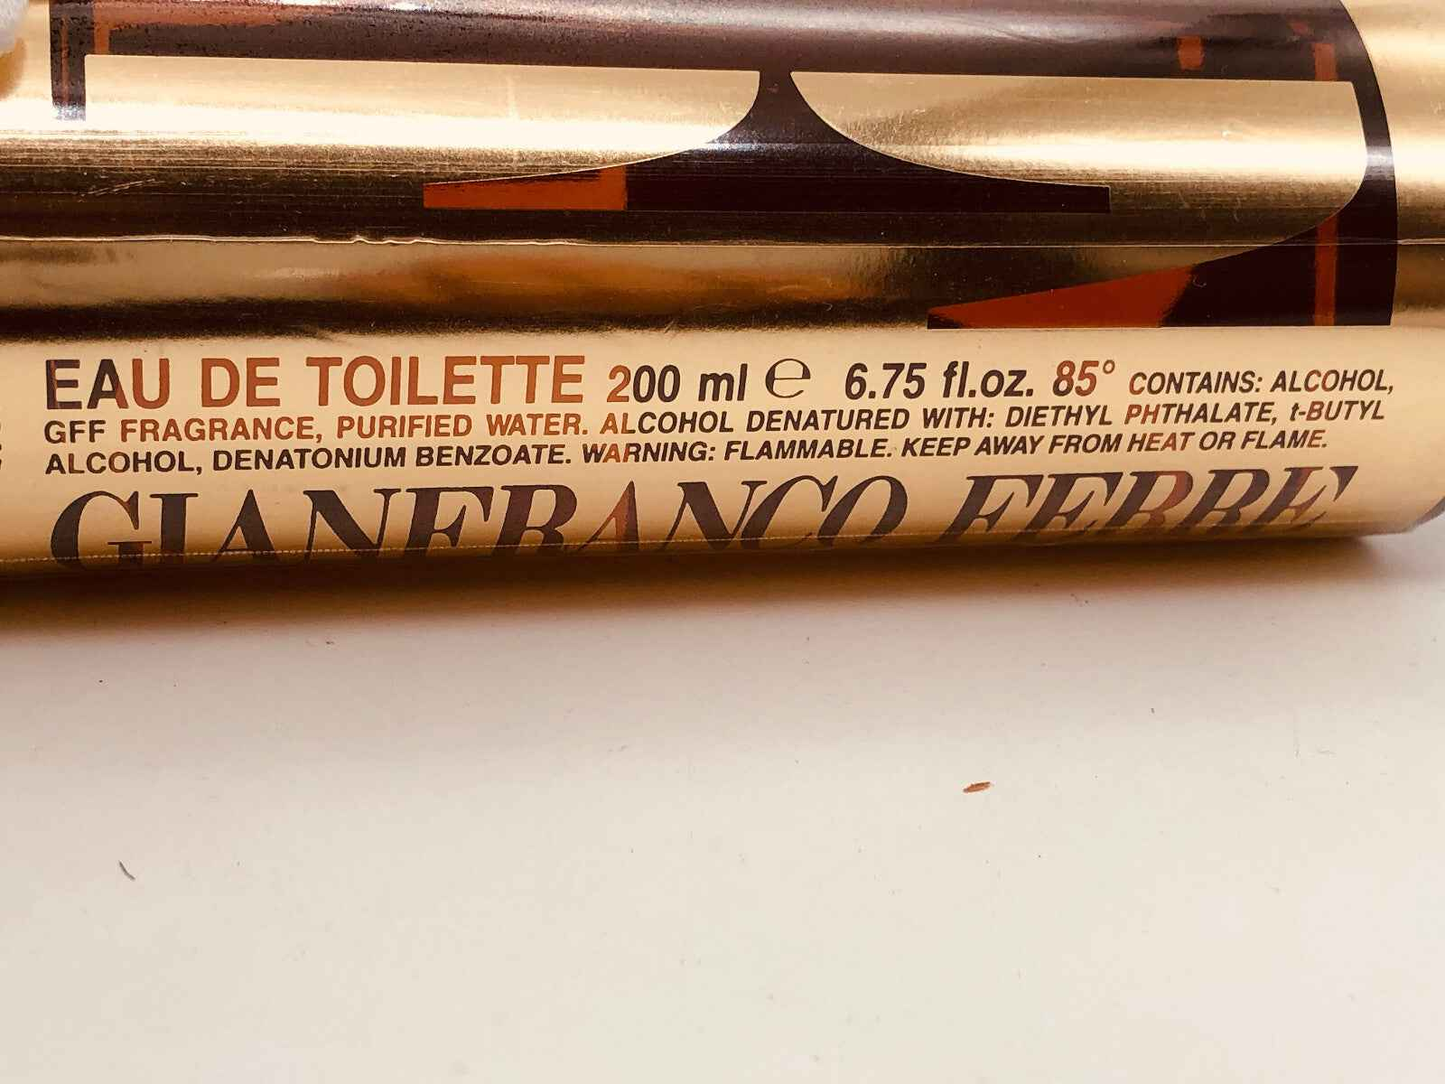 EAU DE TOILETTE 200 ml ℮ 6.75 fl.oz. 85° CONTAINS: ALCOHOL,
GFF FRAGRANCE, PURIFIED WATER. ALCOHOL DENATURED WITH: DIETHYL PHTHALATE, t-BUTYL
ALCOHOL, DENATONIUM BENZOATE. WARNING: FLAMMABLE. KEEP AWAY FROM HEAT OR FLAME.
GIANFRANCO FERRE